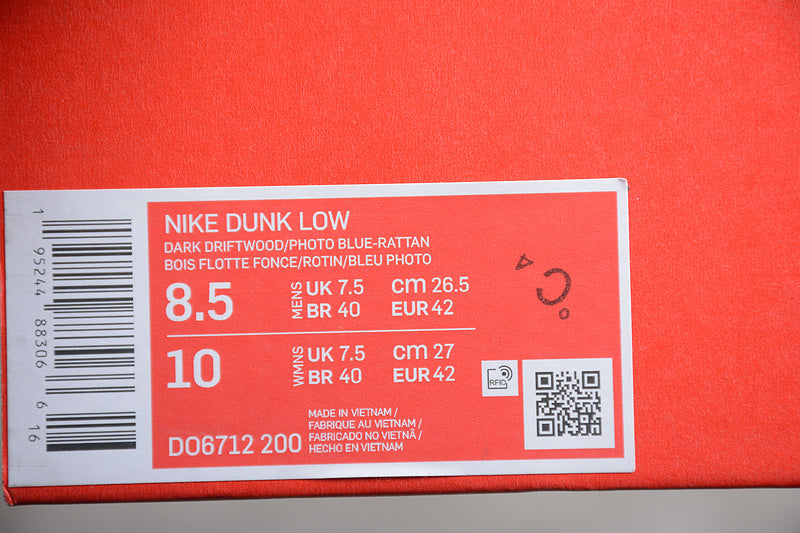 NIKE DUNK LOW
DARK DRIFTWOOD/PHOTO BLUE-RATTAN
BOIS FLOTTE FONCE/ROTIN/BLEU PHOTO
8.5 MENS UK 7.5 cm 26.5
BR 40 EUR 42
10 WMNS UK 7.5 cm 27
BR 40 EUR 42
RFID
DO6712 200
MADE IN VIETNAM /
FABRIQUE AU VIETNAM /
FABRICADO NO VIETNÃ /
HECHO EN VIETNAM
1 95244 88306 6 16